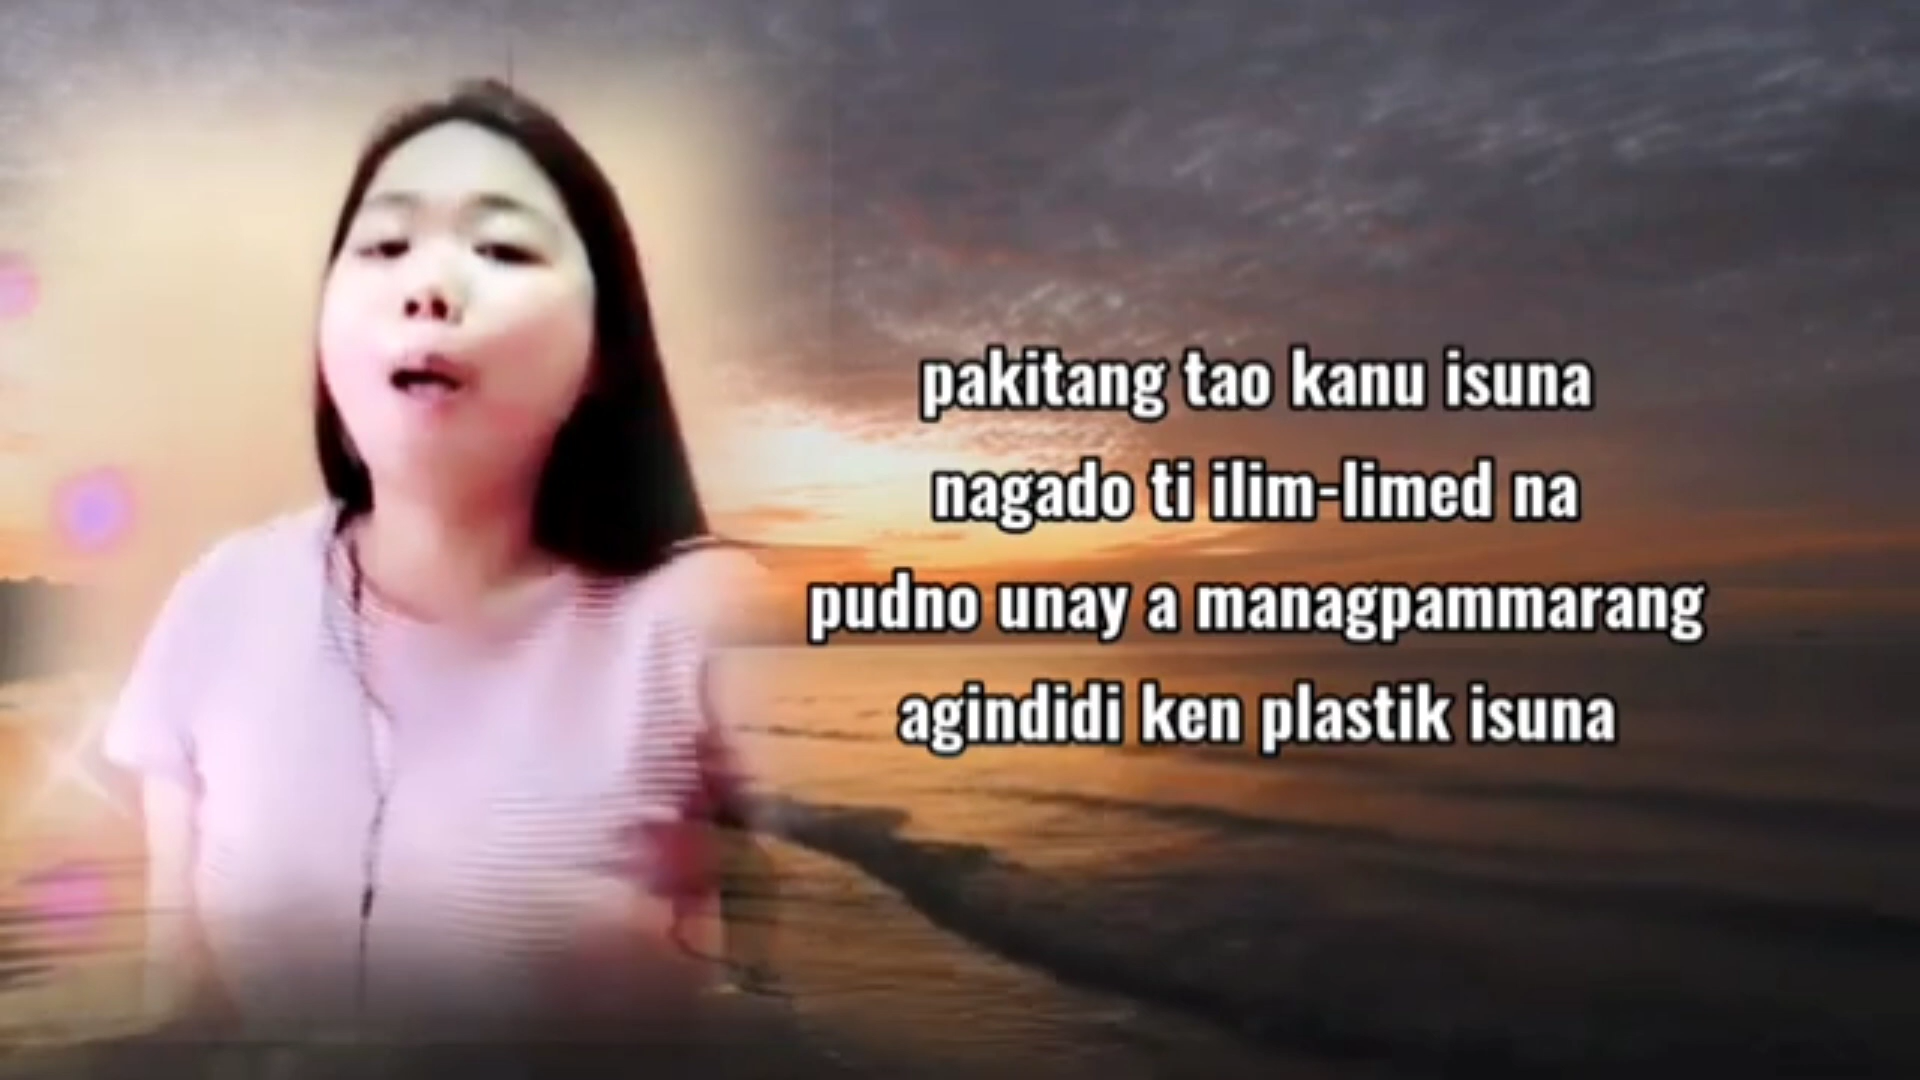 pakitang tao kanu isuna
nagado ti ilim-limed na
pudno unay a managpammarang
agindidi ken plastik isuna